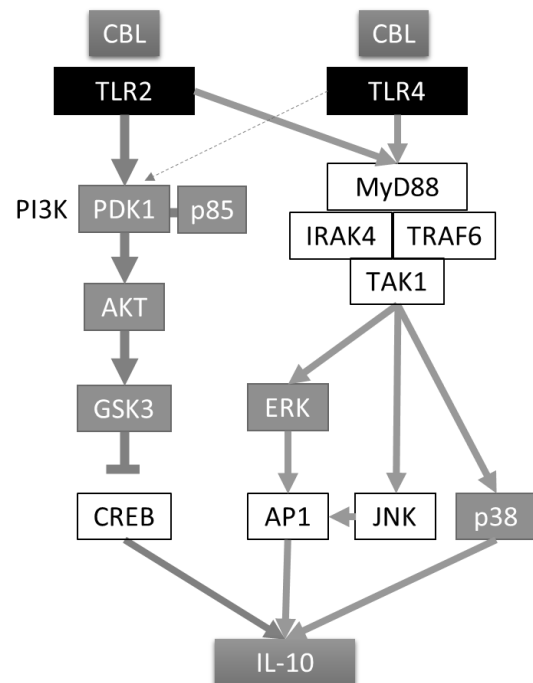 CBL CBL
TLR2 TLR4
MyD88
PI3K PDK1 p85
IRAK4 TRAF6
TAK1
AKT
GSK3 ERK
CREB AP1 JNK p38
IL-10